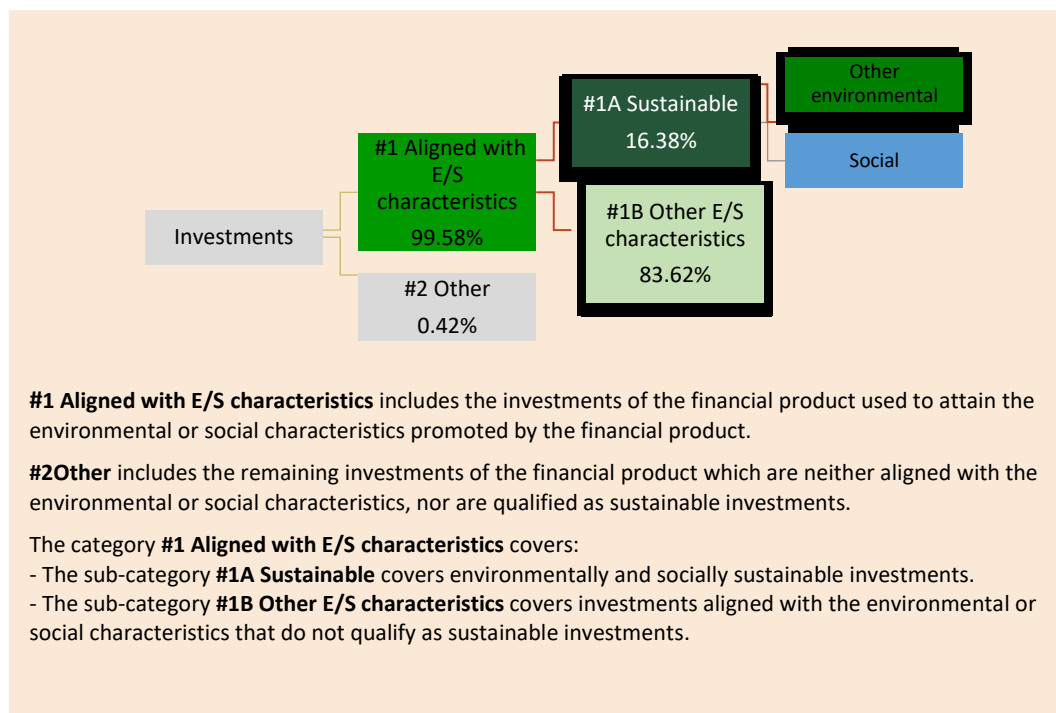 Investments
#1 Aligned with
E/S
characteristics
99.58%
#2 Other
0.42%
#1A Sustainable
16.38%
#1B Other E/S
characteristics
83.62%
Other
environmental
Social
#1 Aligned with E/S characteristics includes the investments of the financial product used to attain the
environmental or social characteristics promoted by the financial product.
#2Other includes the remaining investments of the financial product which are neither aligned with the
environmental or social characteristics, nor are qualified as sustainable investments.
The category #1 Aligned with E/S characteristics covers:
- The sub-category #1A Sustainable covers environmentally and socially sustainable investments.
- The sub-category #1B Other E/S characteristics covers investments aligned with the environmental or
social characteristics that do not qualify as sustainable investments.